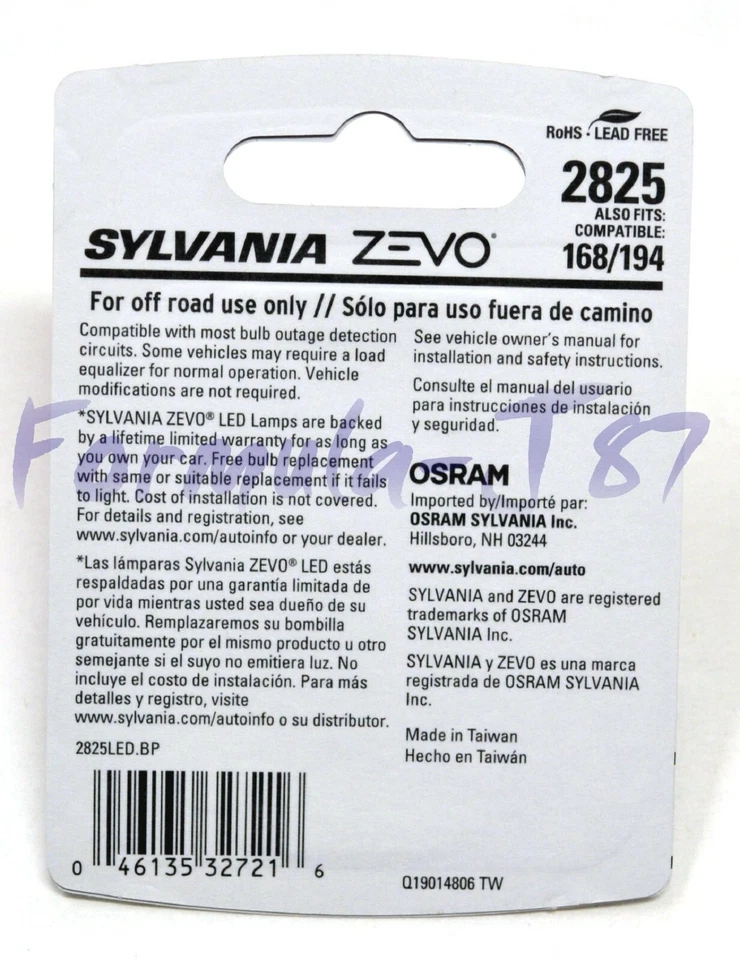 RoHS · LEAD FREE
2825
ALSO FITS:
COMPATIBLE:
168/194
SYLVANIA ZEVO®
For off road use only // Sólo para uso fuera de camino
Compatible with most bulb outage detection
circuits. Some vehicles may require a load
equalizer for normal operation. Vehicle
modifications are not required.
*SYLVANIA ZEVO® LED Lamps are backed
by a lifetime limited warranty for as long as
you own your car. Free bulb replacement
with same or suitable replacement if it fails
to light. Cost of installation is not covered.
For details and registration, see
www.sylvania.com/autoinfo or your dealer.
*Las lámparas Sylvania ZEVO® LED estás
respaldadas por una garantía limitada de
por vida mientras usted sea dueño de su
vehículo. Remplazaremos su bombilla
gratuitamente por el mismo producto u otro
semejante si el suyo no emitiera luz. No
incluye el costo de instalación. Para más
detalles y registro, visite
www.sylvania.com/autoinfo o su distributor.
2825LED.BP
0 46135 32721 6
See vehicle owner's manual for
installation and safety instructions.
Consulte el manual del usuario
para instrucciones de instalación
y seguridad.
OSRAM
Imported by/Importé par:
OSRAM SYLVANIA Inc.
Hillsboro, NH 03244
www.sylvania.com/auto
SYLVANIA and ZEVO are registered
trademarks of OSRAM
SYLVANIA Inc.
SYLVANIA y ZEVO es una marca
registrada de OSRAM SYLVANIA
Inc.
Made in Taiwan
Hecho en Taiwán
Q19014806 TW
Formula-T87